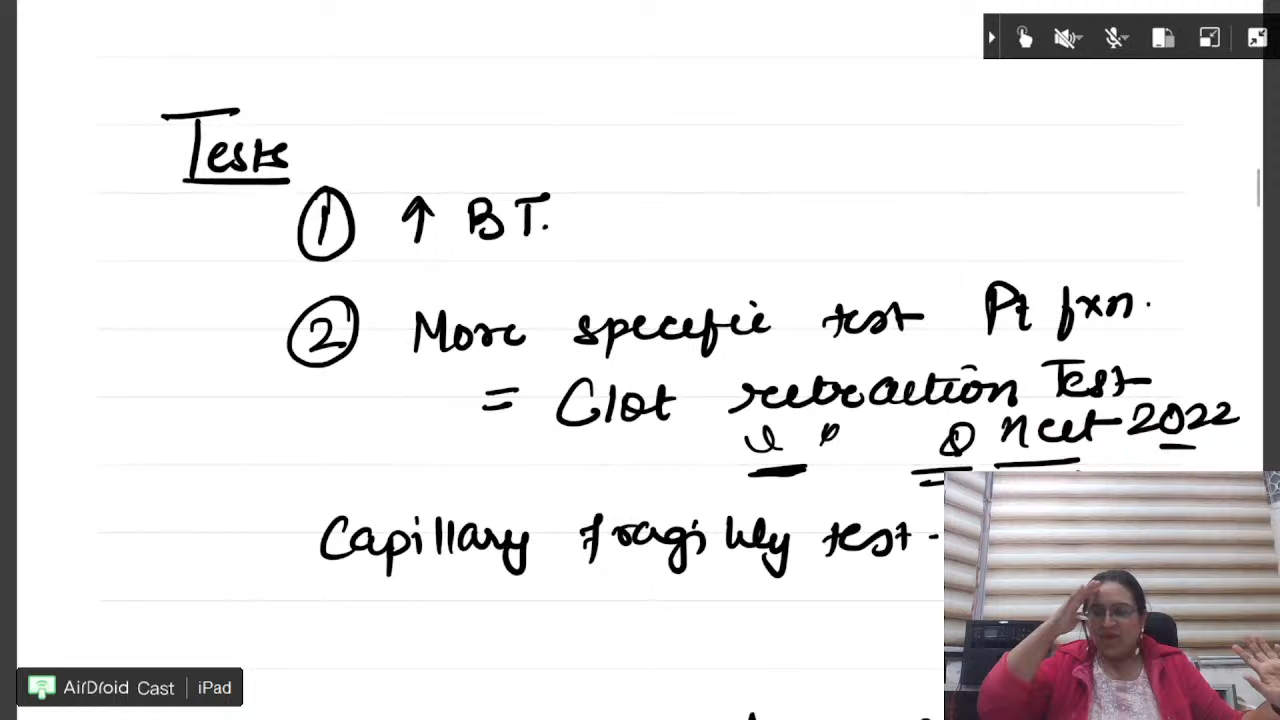 Tests
① ↑ BT.
② More specific test Pt fxn.
= Clot retraction Test
Q Neet 2022
Capillary fragility test -
AirDroid Cast | iPad